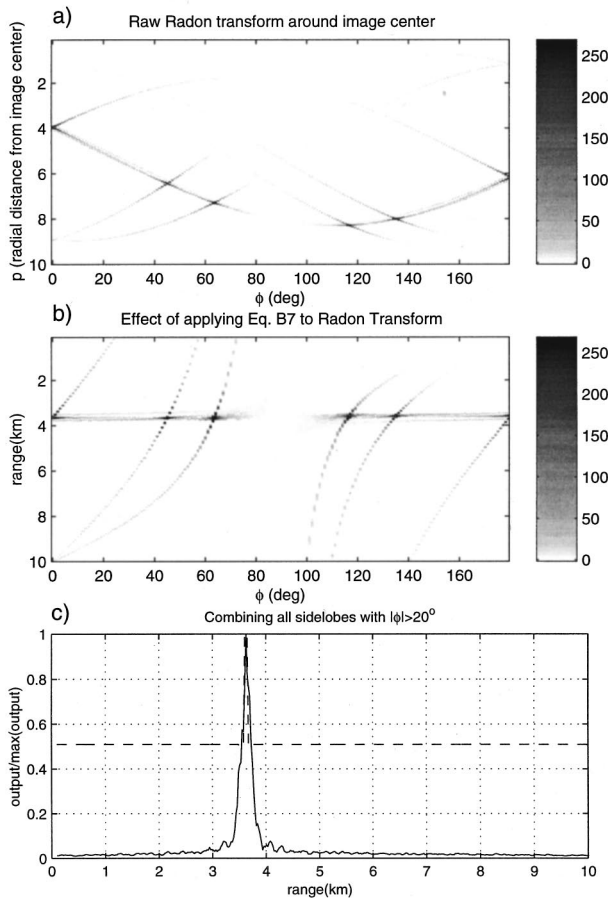 a)
Raw Radon transform around image center
p (radial distance from image center)
2
4
6
8
10
0 20 40 60 80 100 120 140 160
ϕ (deg)
250
200
150
100
50
0
b)
Effect of applying Eq. B7 to Radon Transform
range(km)
2
4
6
8
10
0 20 40 60 80 100 120 140 160
ϕ (deg)
250
200
150
100
50
0
c)
Combining all sidelobes with |ϕ|>20°
output/max(output)
1
0.8
0.6
0.4
0.2
0
0 1 2 3 4 5 6 7 8 9 10
range(km)